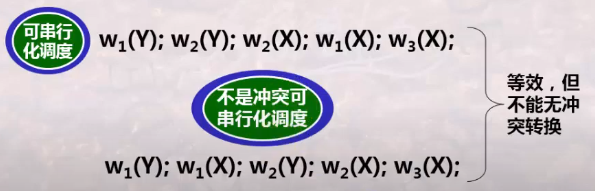 可串行
化调度
w₁(Y); w₂(Y); w₂(X); w₁(X); w₃(X);
不是冲突可
串行化调度
等效，但
不能无冲
突转换
w₁(Y); w₁(X); w₂(Y); w₂(X); w₃(X);